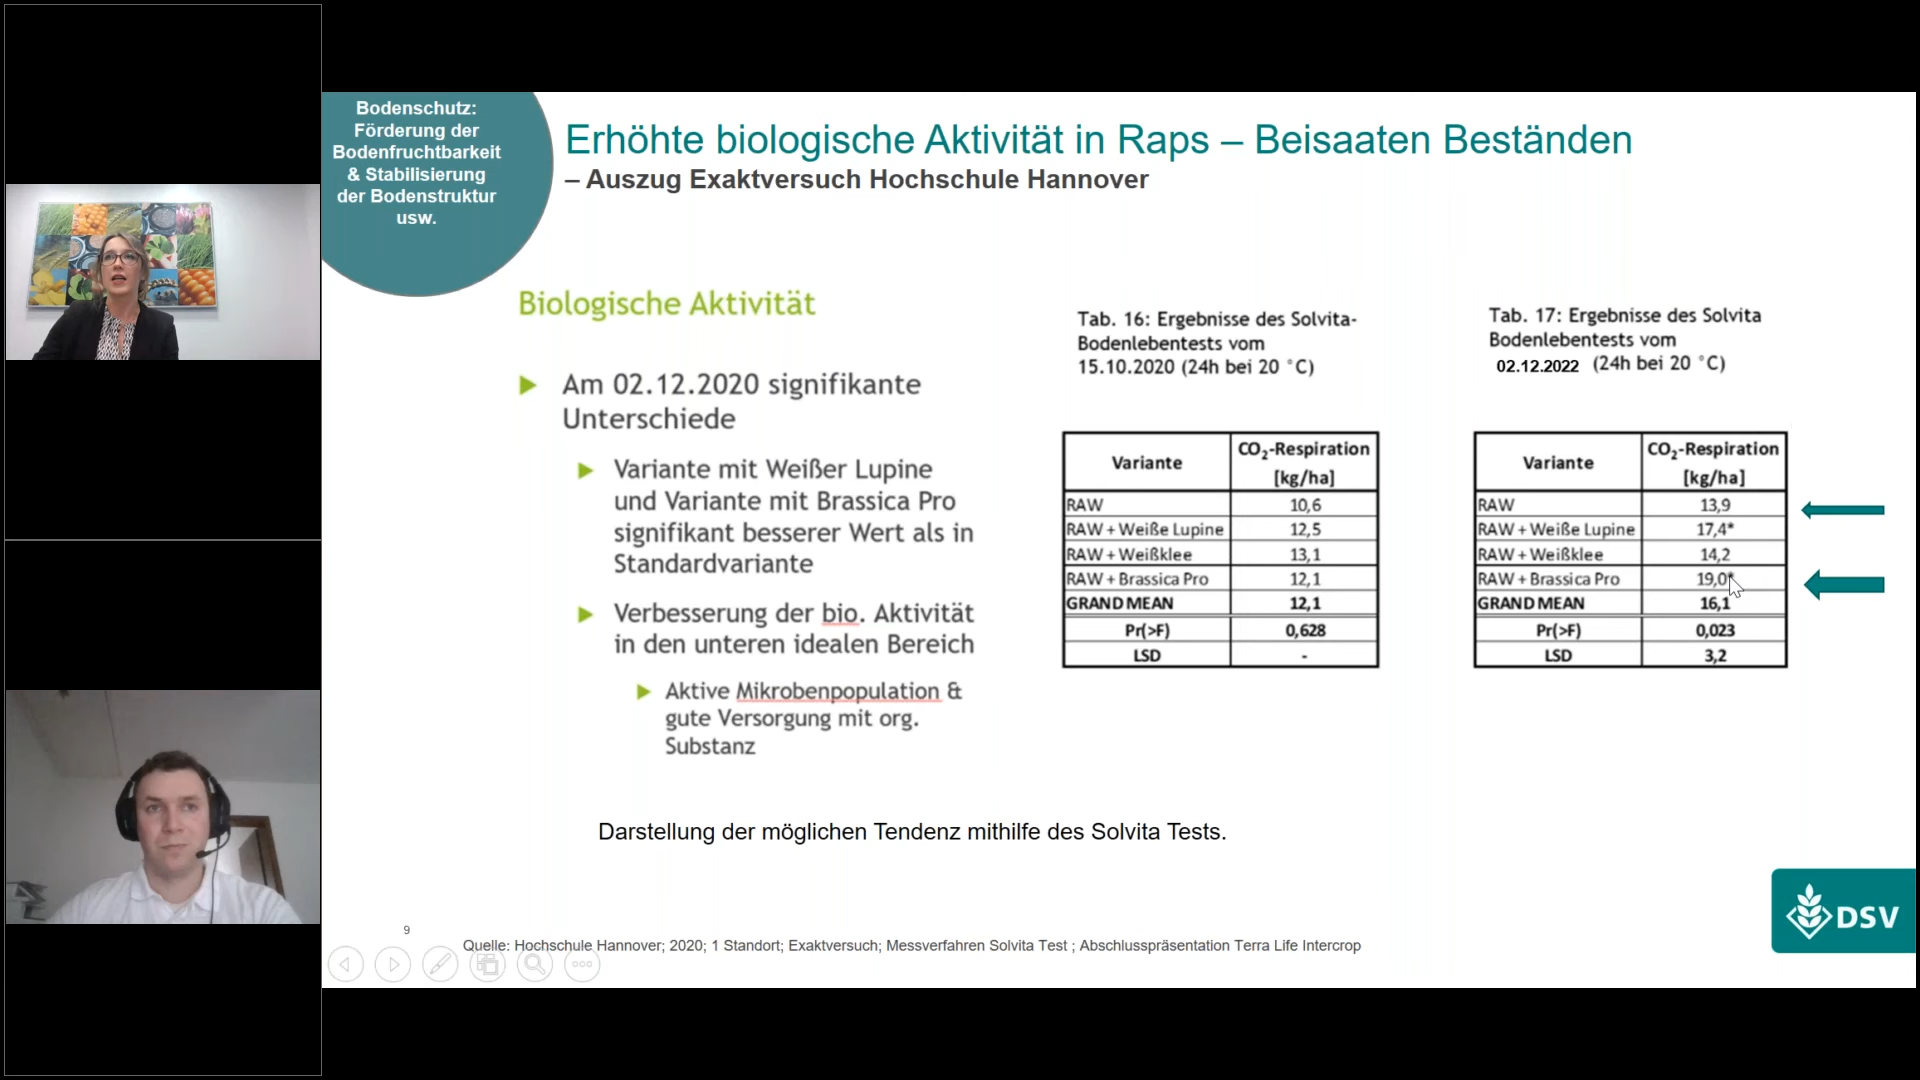 Bodenschutz:
Förderung der
Bodenfruchtbarkeit
& Stabilisierung
der Bodenstruktur
usw.
Erhöhte biologische Aktivität in Raps – Beisaaten Beständen
– Auszug Exaktversuch Hochschule Hannover
Biologische Aktivität
Am 02.12.2020 signifikante
Unterschiede
Variante mit Weißer Lupine
und Variante mit Brassica Pro
signifikant besserer Wert als in
Standardvariante
Verbesserung der bio. Aktivität
in den unteren idealen Bereich
Aktive Mikrobenpopulation &
gute Versorgung mit org.
Substanz
Tab. 16: Ergebnisse des Solvita-
Bodenlebentests vom
15.10.2020 (24h bei 20 °C)
Variante CO₂-Respiration [kg/ha]
RAW 10,6
RAW + Weiße Lupine 12,5
RAW + Weißklee 13,1
RAW + Brassica Pro 12,1
GRAND MEAN 12,1
Pr(>F) 0,628
LSD -
Tab. 17: Ergebnisse des Solvita
Bodenlebentests vom
02.12.2022 (24h bei 20 °C)
Variante CO₂-Respiration [kg/ha]
RAW 13,9
RAW + Weiße Lupine 17,4*
RAW + Weißklee 14,2
RAW + Brassica Pro 19,0*
GRAND MEAN 16,1
Pr(>F) 0,023
LSD 3,2
Darstellung der möglichen Tendenz mithilfe des Solvita Tests.
DSV
9
Quelle: Hochschule Hannover; 2020; 1 Standort; Exaktversuch; Messverfahren Solvita Test ; Abschlusspräsentation Terra Life Intercrop